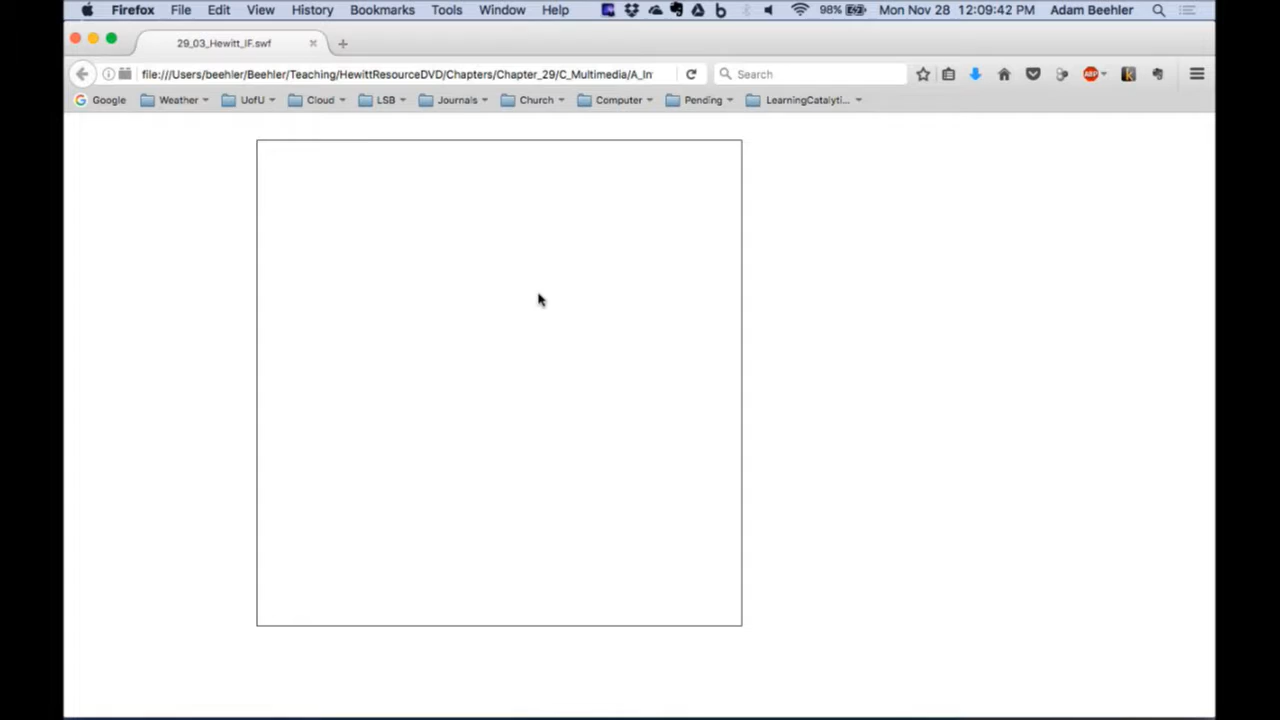 Firefox File Edit View History Bookmarks Tools Window Help 98% Mon Nov 28 12:09:42 PM Adam Beehler
29_03_Hewitt_IF.swf
file:///Users/beehler/Beehler/Teaching/HewittResourceDVD/Chapters/Chapter_29/C_Multimedia/A_In Search ABP
Google Weather UofU Cloud LSB Journals Church Computer Pending LearningCatalyti...